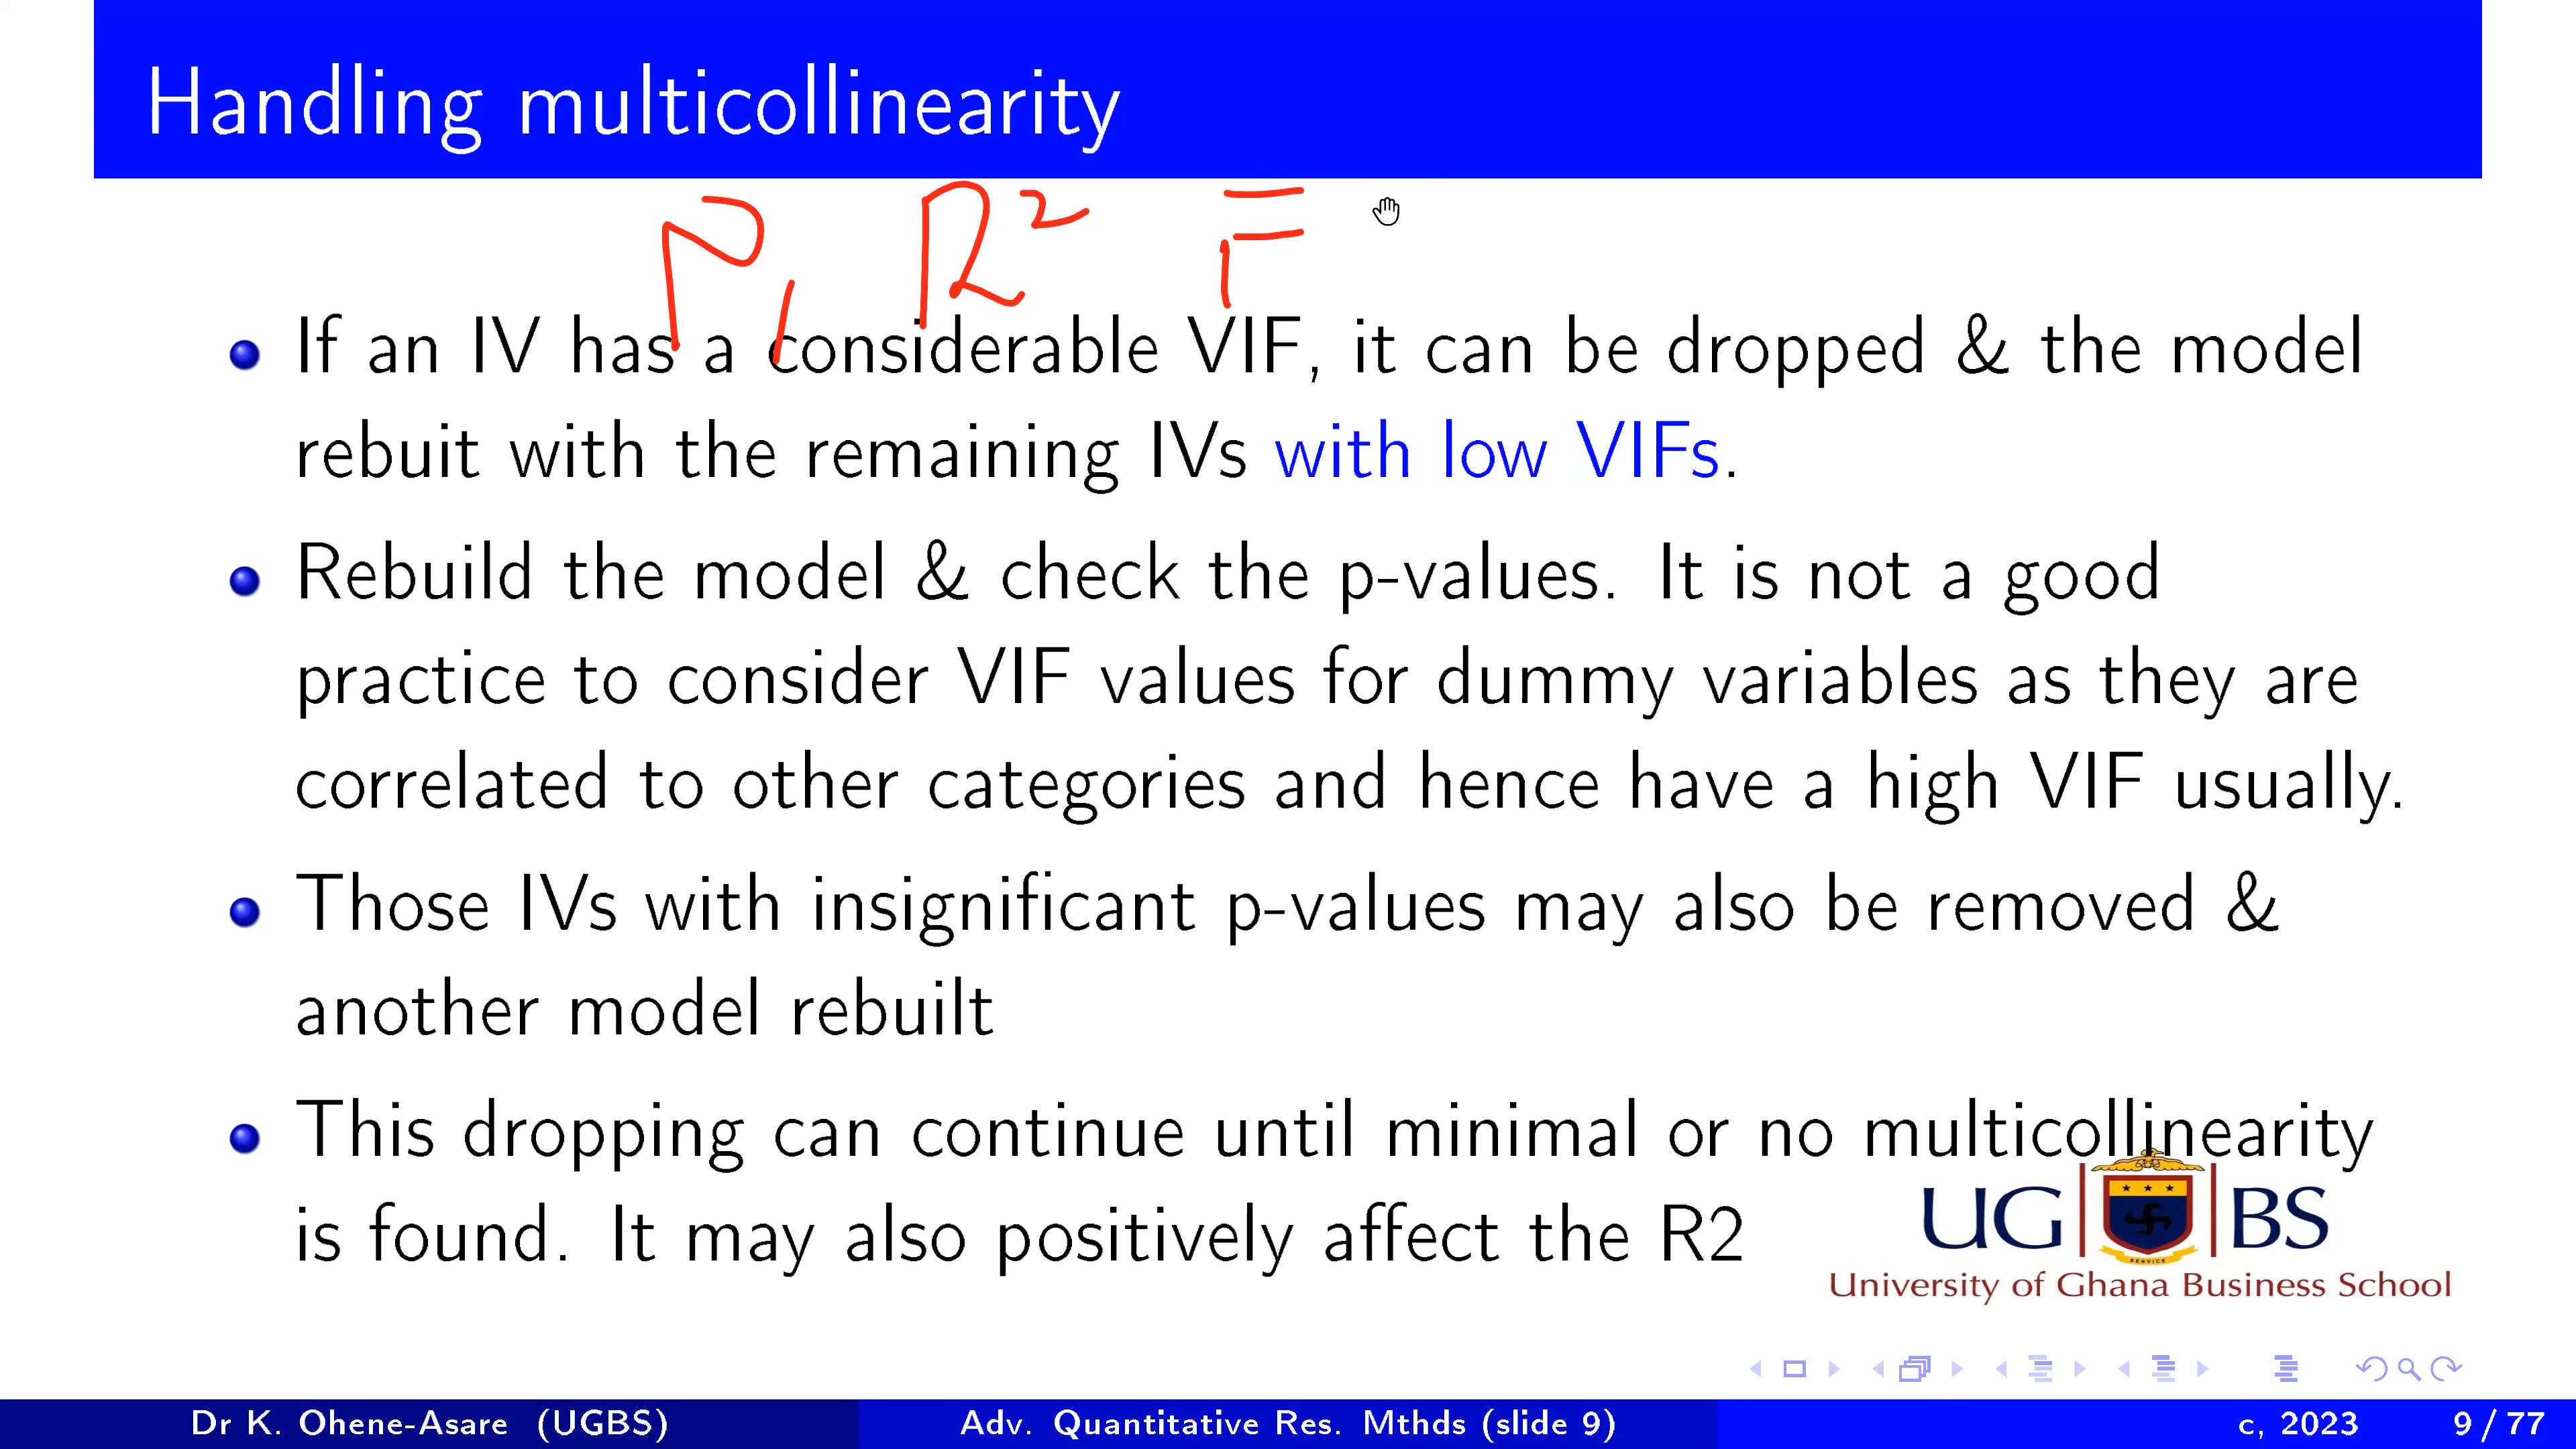 Handling multicollinearity
P, R² F
If an IV has a considerable VIF, it can be dropped & the model
rebuit with the remaining IVs with low VIFs.
Rebuild the model & check the p-values. It is not a good
practice to consider VIF values for dummy variables as they are
correlated to other categories and hence have a high VIF usually.
Those IVs with insignificant p-values may also be removed &
another model rebuilt
This dropping can continue until minimal or no multicollinearity
is found. It may also positively affect the R2
UG BS
University of Ghana Business School
Dr K. Ohene-Asare (UGBS) Adv. Quantitative Res. Mthds (slide 9) c, 2023 9 / 77